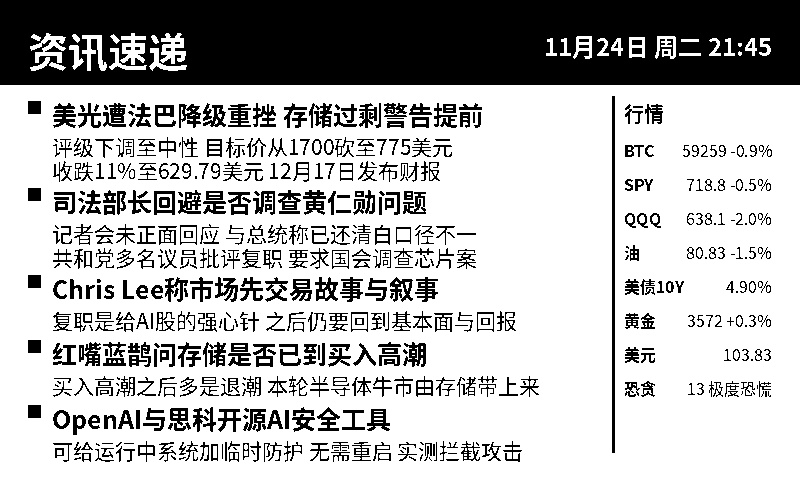 资讯速递
11月24日 周二 21:45
美光遭法巴降级重挫 存储过剩警告提前
评级下调至中性 目标价从1700砍至775美元
收跌11%至629.79美元 12月17日发布财报
司法部长回避是否调查黄仁勋问题
记者会未正面回应 与总统称已还清白口径不一
共和党多名议员批评复职 要求国会调查芯片案
Chris Lee称市场先交易故事与叙事
复职是给AI股的强心针 之后仍要回到基本面与回报
红嘴蓝鹊问存储是否已到买入高潮
买入高潮之后多是退潮 本轮半导体牛市由存储带上来
OpenAI与思科开源AI安全工具
可给运行中系统加临时防护 无需重启 实测拦截攻击
行情
BTC 59259 -0.9%
SPY 718.8 -0.5%
QQQ 638.1 -2.0%
油 80.83 -1.5%
美债10Y 4.90%
黄金 3572 +0.3%
美元 103.83
恐贪 13 极度恐慌